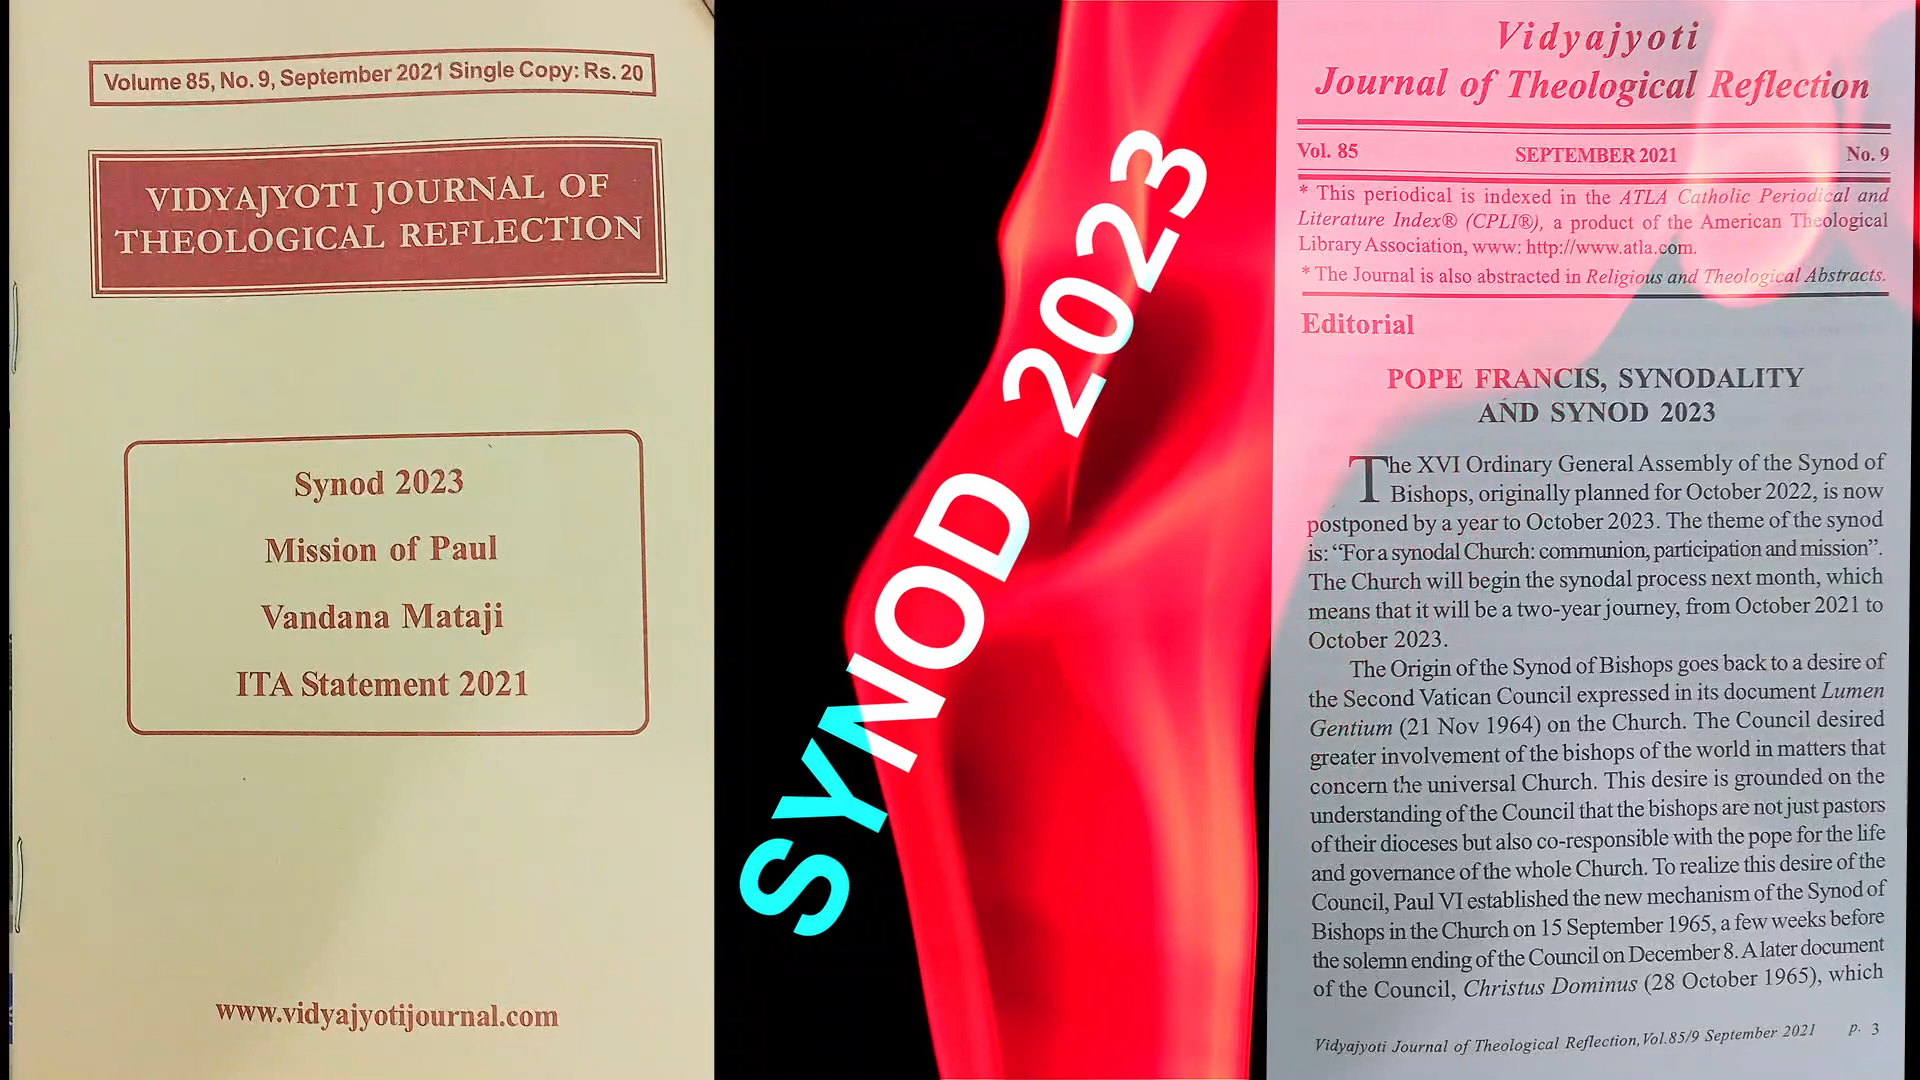 Volume 85, No. 9, September 2021 Single Copy: Rs. 20
VIDYAJYOTI JOURNAL OF
THEOLOGICAL REFLECTION
Synod 2023
Mission of Paul
Vandana Mataji
ITA Statement 2021
www.vidyajyotijournal.com
SYNOD 2023
Vidyajyoti
Journal of Theological Reflection
Vol. 85 SEPTEMBER 2021 No. 9
* This periodical is indexed in the ATLA Catholic Periodical and
Literature Index® (CPLI®), a product of the American Theological
Library Association, www: http://www.atla.com.
* The Journal is also abstracted in Religious and Theological Abstracts.
Editorial
POPE FRANCIS, SYNODALITY
AND SYNOD 2023
The XVI Ordinary General Assembly of the Synod of
Bishops, originally planned for October 2022, is now
postponed by a year to October 2023. The theme of the synod
is: “For a synodal Church: communion, participation and mission”.
The Church will begin the synodal process next month, which
means that it will be a two-year journey, from October 2021 to
October 2023.
The Origin of the Synod of Bishops goes back to a desire of
the Second Vatican Council expressed in its document Lumen
Gentium (21 Nov 1964) on the Church. The Council desired
greater involvement of the bishops of the world in matters that
concern the universal Church. This desire is grounded on the
understanding of the Council that the bishops are not just pastors
of their dioceses but also co-responsible with the pope for the life
and governance of the whole Church. To realize this desire of the
Council, Paul VI established the new mechanism of the Synod of
Bishops in the Church on 15 September 1965, a few weeks before
the solemn ending of the Council on December 8. A later document
of the Council, Christus Dominus (28 October 1965), which
Vidyajyoti Journal of Theological Reflection, Vol.85/9 September 2021 p. 3